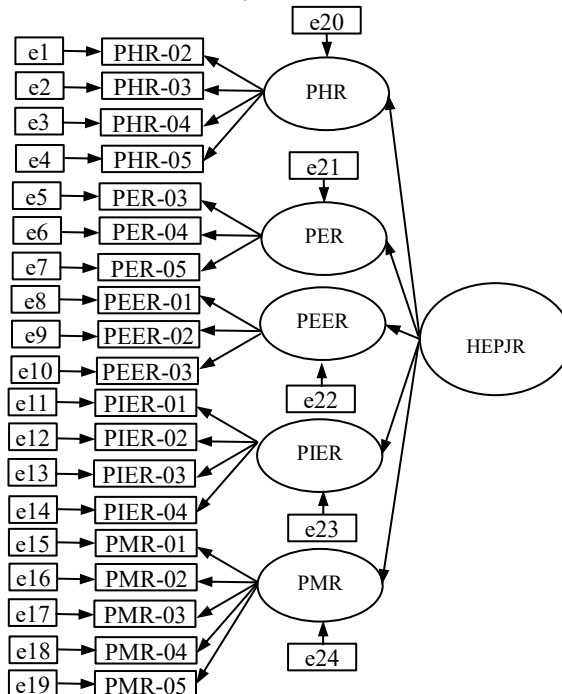 e20
e1 PHR-02
e2 PHR-03 PHR
e3 PHR-04
e4 PHR-05
e21
e5 PER-03
e6 PER-04 PER
e7 PER-05
e8 PEER-01
e9 PEER-02 PEER
HEPJR
e10 PEER-03
e22
e11 PIER-01
e12 PIER-02 PIER
e13 PIER-03
e14 PIER-04
e23
e15 PMR-01
e16 PMR-02 PMR
e17 PMR-03
e18 PMR-04
e24
e19 PMR-05